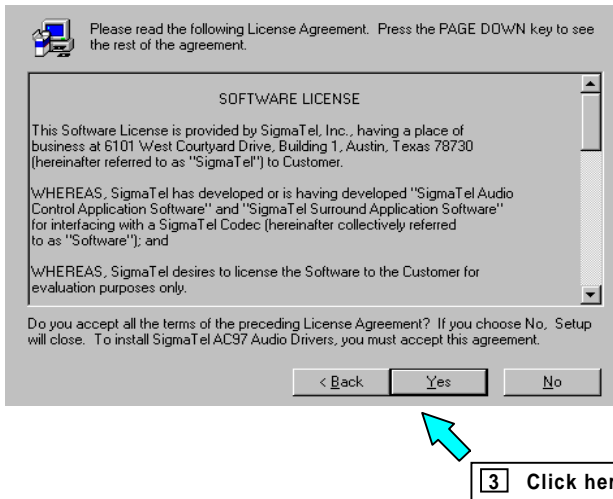 Please read the following License Agreement. Press the PAGE DOWN key to see
the rest of the agreement.
SOFTWARE LICENSE
This Software License is provided by SigmaTel, Inc., having a place of
business at 6101 West Courtyard Drive, Building 1, Austin, Texas 78730
(hereinafter referred to as "SigmaTel") to Customer.
WHEREAS, SigmaTel has developed or is having developed "SigmaTel Audio
Control Application Software" and "SigmaTel Surround Application Software"
for interfacing with a SigmaTel Codec (hereinafter collectively referred
to as "Software"); and
WHEREAS, SigmaTel desires to license the Software to the Customer for
evaluation purposes only.
Do you accept all the terms of the preceding License Agreement? If you choose No, Setup
will close. To install SigmaTel AC97 Audio Drivers, you must accept this agreement.
< Back Yes No
3 Click her